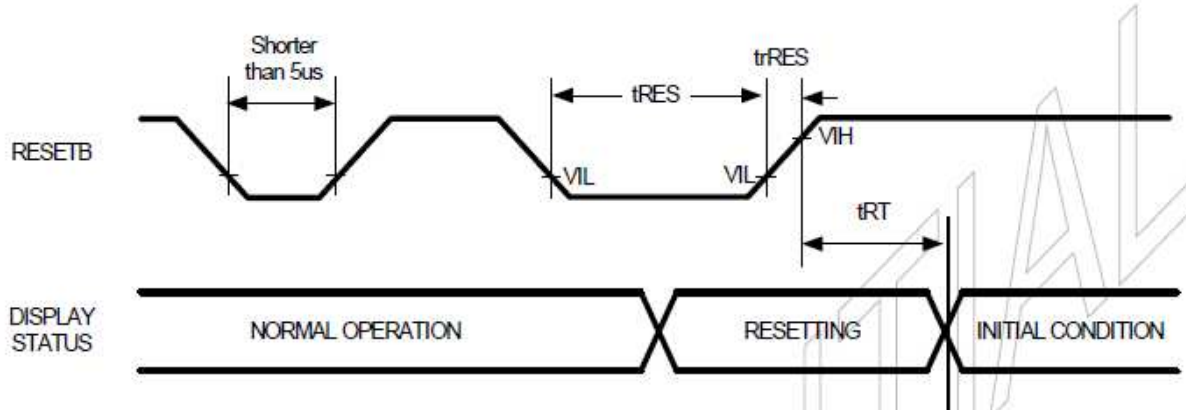 Shorter
than 5us
trRES
tRES
RESETB
VIH
VIL
VIL
tRT
DISPLAY
STATUS
NORMAL OPERATION
RESETTING
INITIAL CONDITION